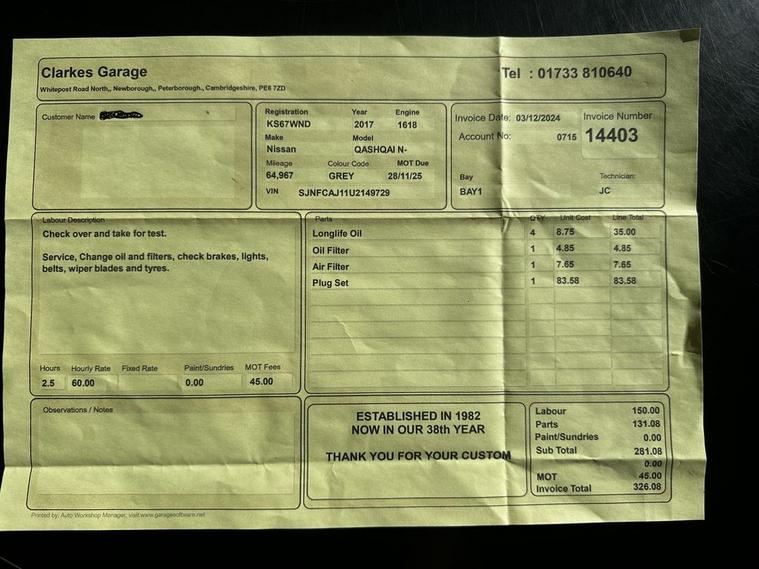 Clarkes Garage
Tel : 01733 810640
Whitepost Road North,, Newborough,, Peterborough,, Cambridgeshire, PE6 7ZD
Customer Name
Registration Year Engine
KS67WND 2017 1618
Make Model
Nissan QASHQAI N-
Mileage Colour Code MOT Due
64,967 GREY 28/11/25
VIN SJNFCAJ11U2149729
Invoice Date: 03/12/2024 Invoice Number
Account No: 0715 14403
Bay Technician:
BAY1 JC
Labour Description
Check over and take for test.
Service, Change oil and filters, check brakes, lights,
belts, wiper blades and tyres.
Hours Hourly Rate Fixed Rate Paint/Sundries MOT Fees
2.5 60.00 0.00 45.00
Parts QTY Unit Cost Line Total
Longlife Oil 4 8.75 35.00
Oil Filter 1 4.85 4.85
Air Filter 1 7.65 7.65
Plug Set 1 83.58 83.58
Observations / Notes
ESTABLISHED IN 1982
NOW IN OUR 38th YEAR
THANK YOU FOR YOUR CUSTOM
Labour 150.00
Parts 131.08
Paint/Sundries 0.00
Sub Total 281.08
0.00
MOT 45.00
Invoice Total 326.08
Printed by: Auto Workshop Manager, visit www.garagesoftware.net